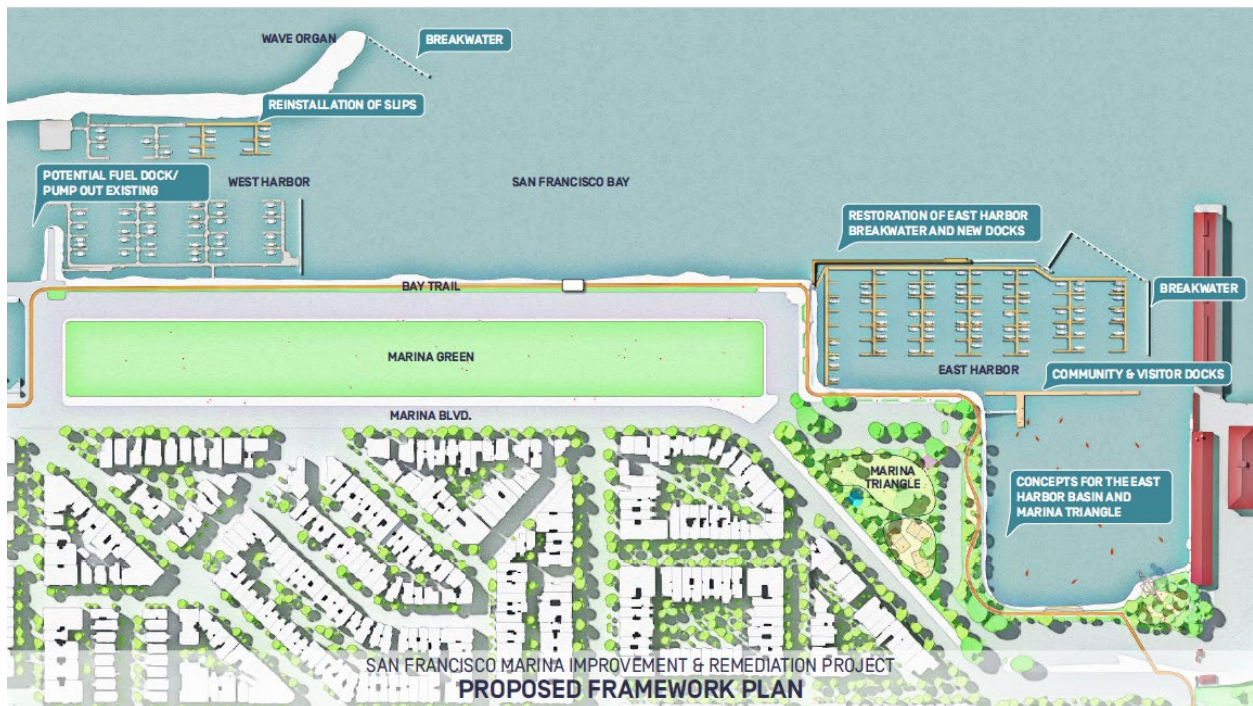 WAVE ORGAN
BREAKWATER
REINSTALLATION OF SLIPS
POTENTIAL FUEL DOCK/
PUMP OUT EXISTING
WEST HARBOR
SAN FRANCISCO BAY
RESTORATION OF EAST HARBOR
BREAKWATER AND NEW DOCKS
BAY TRAIL
BREAKWATER
MARINA GREEN
EAST HARBOR
COMMUNITY & VISITOR DOCKS
MARINA BLVD.
MARINA
TRIANGLE
CONCEPTS FOR THE EAST
HARBOR BASIN AND
MARINA TRIANGLE
SAN FRANCISCO MARINA IMPROVEMENT & REMEDIATION PROJECT
PROPOSED FRAMEWORK PLAN